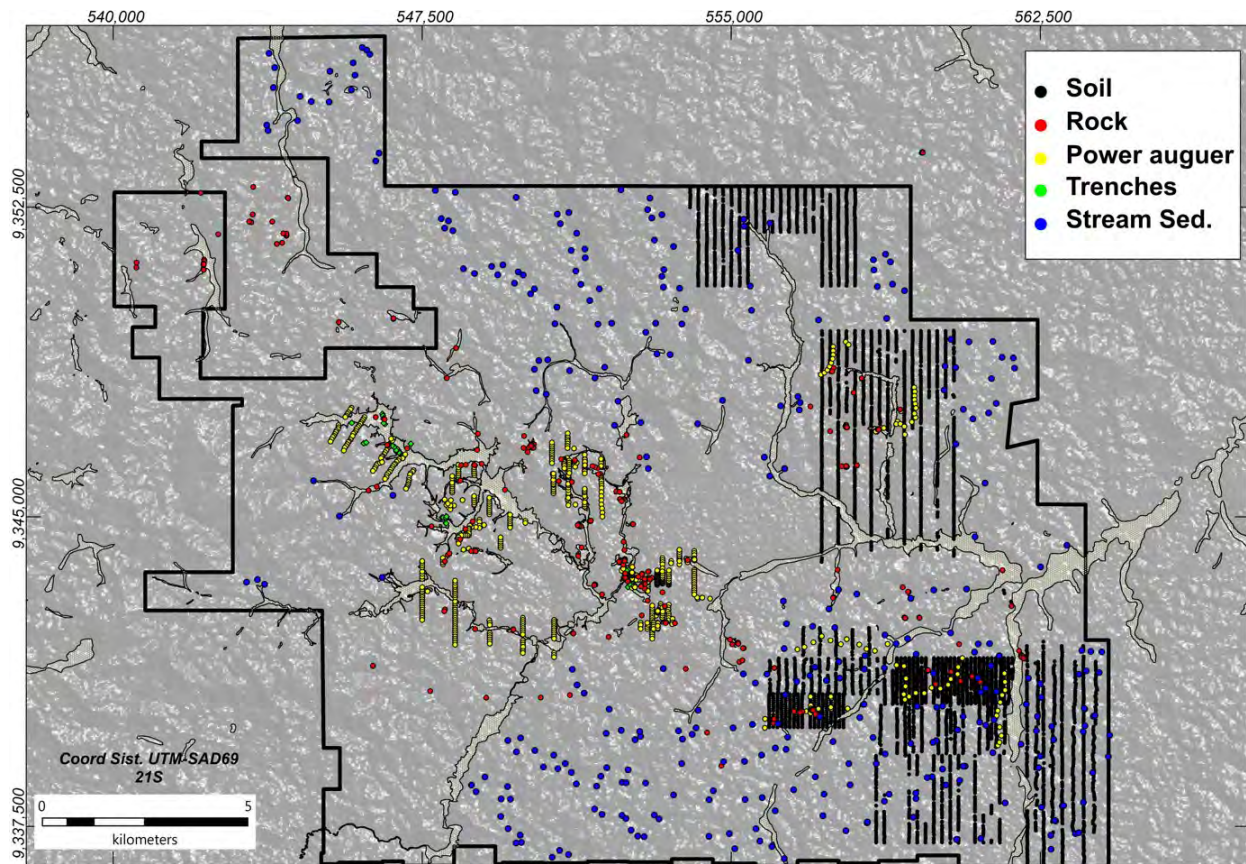 540,000
547,500
555,000
562,500
Soil
Rock
Power auguer
Trenches
Stream Sed.
9.352,500
9.345,000
9.337,500
Coord Sist. UTM-SAD69
21S
0
5
kilometers